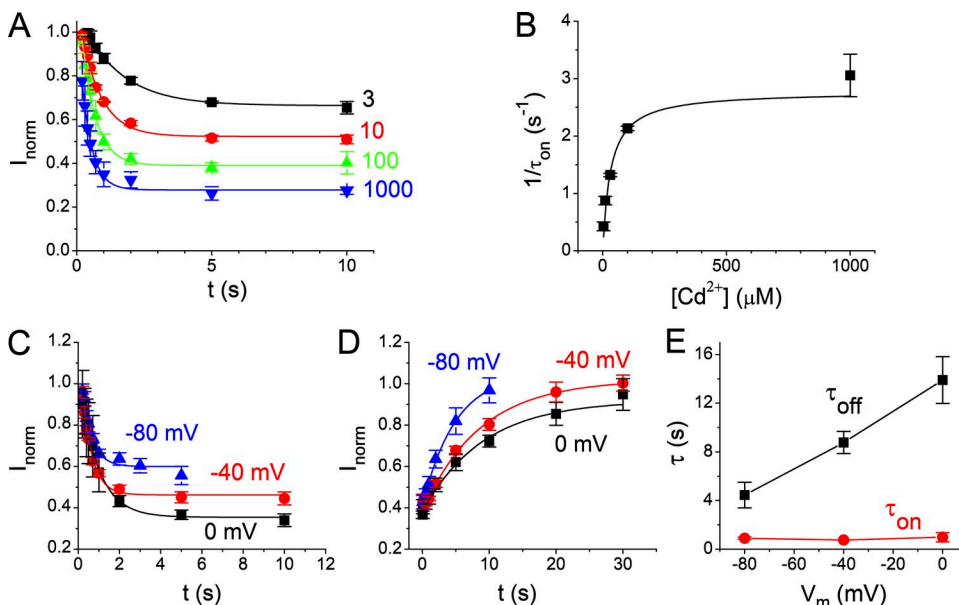 A
I_norm
1.0
0.8
0.6
0.4
0.2
0.0
0
5
10
t (s)
3
10
100
1000
B
1/τ_on (s⁻¹)
4
3
2
1
0
0
500
1000
[Cd²⁺] (μM)
C
I_norm
1.2
1.0
0.8
0.6
0.4
0.2
0 2 4 6 8 10 12
t (s)
-80 mV
-40 mV
0 mV
D
I_norm
1.2
1.0
0.8
0.6
0.4
0.2
0
10
20
30
t (s)
-80 mV
-40 mV
0 mV
E
τ (s)
16
12
8
4
0
-80 -60 -40 -20 0
V_m (mV)
τ_off
τ_on